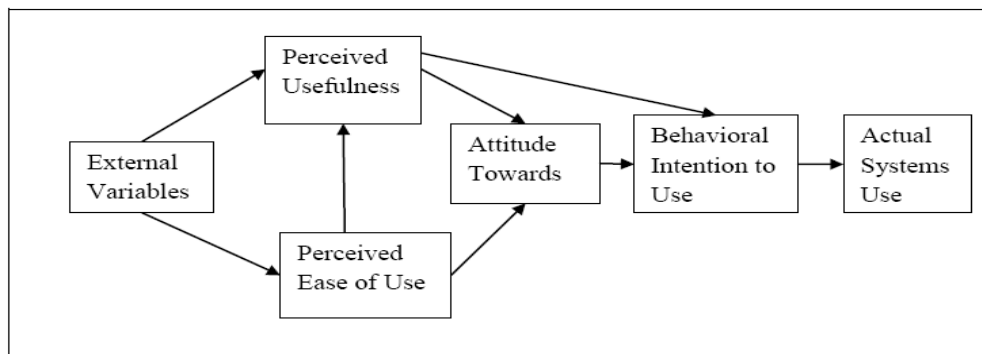 Perceived
Usefulness
External
Variables
Perceived
Ease of Use
Attitude
Towards
Behavioral
Intention to
Use
Actual
Systems
Use